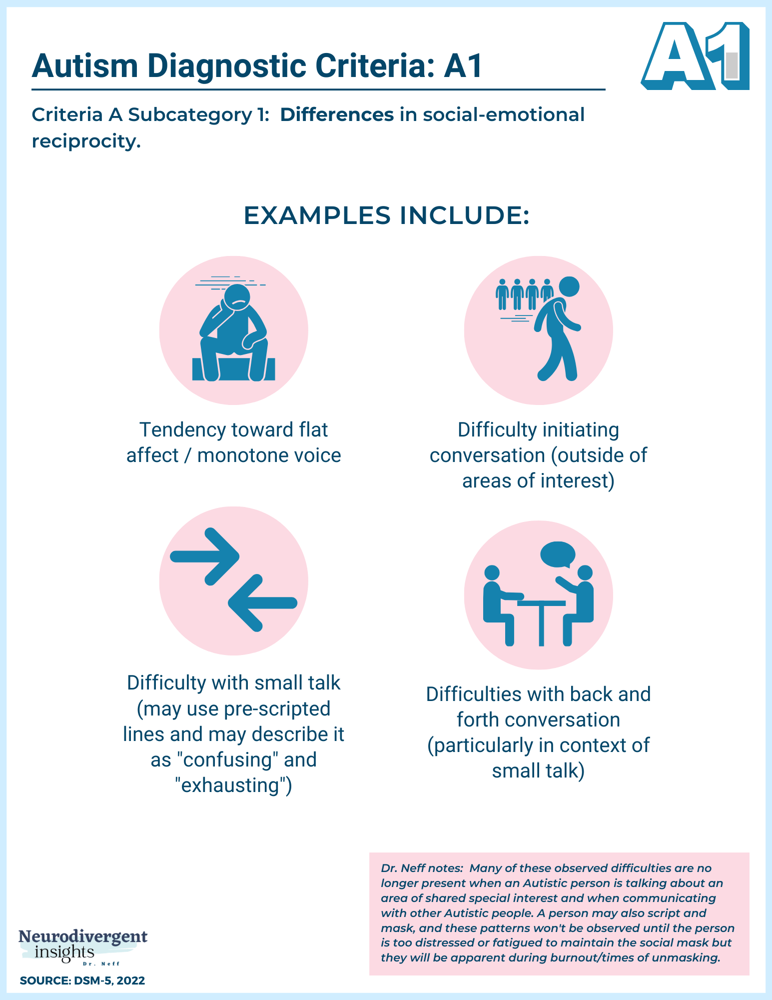 A1
Autism Diagnostic Criteria: A1
Criteria A Subcategory 1:  Differences in social-emotional
reciprocity.
EXAMPLES INCLUDE:
Tendency toward flat
affect / monotone voice
Difficulty initiating
conversation (outside of
areas of interest)
Difficulty with small talk
(may use pre-scripted
lines and may describe it
as "confusing" and
"exhausting")
Difficulties with back and
forth conversation
(particularly in context of
small talk)
Dr. Neff notes:  Many of these observed difficulties are no
longer present when an Autistic person is talking about an
area of shared special interest and when communicating
with other Autistic people. A person may also script and
mask, and these patterns won't be observed until the person
is too distressed or fatigued to maintain the social mask but
they will be apparent during burnout/times of unmasking.
Neurodivergent
insights
Dr. Neff
SOURCE: DSM-5, 2022